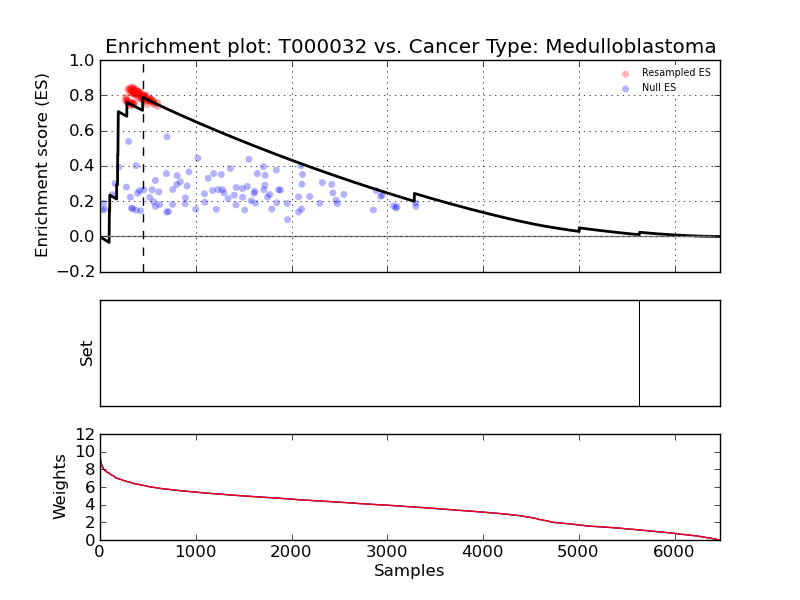 Enrichment plot: T000032 vs. Cancer Type: Medulloblastoma
Enrichment score (ES)
1.0
0.8
0.6
0.4
0.2
0.0
−0.2
Resampled ES
Null ES
Set
Weights
12
10
8
6
4
2
0
0 1000 2000 3000 4000 5000 6000
Samples